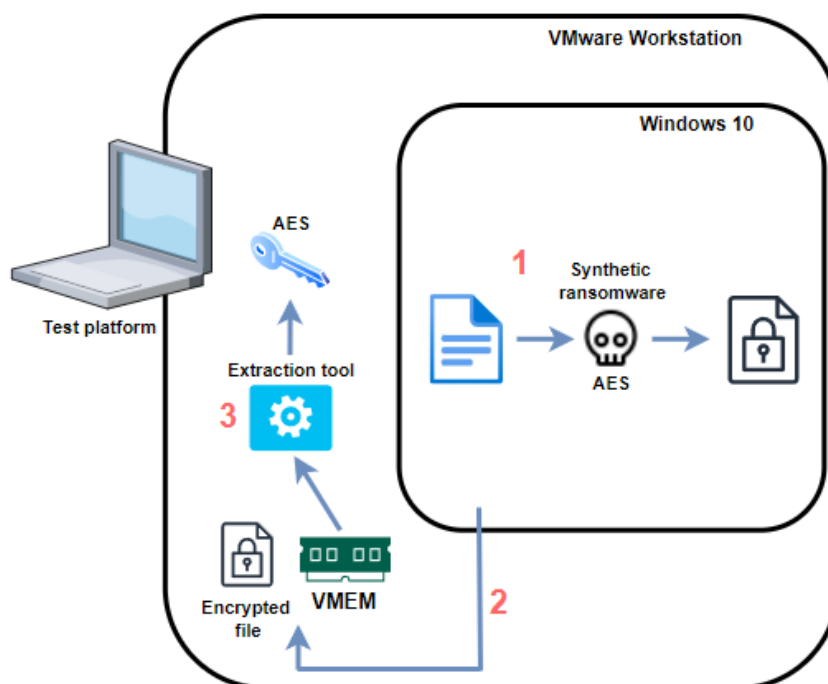 VMware Workstation
Windows 10
AES
Test platform
1
Synthetic
ransomware
AES
Extraction tool
3
Encrypted
file
VMEM
2